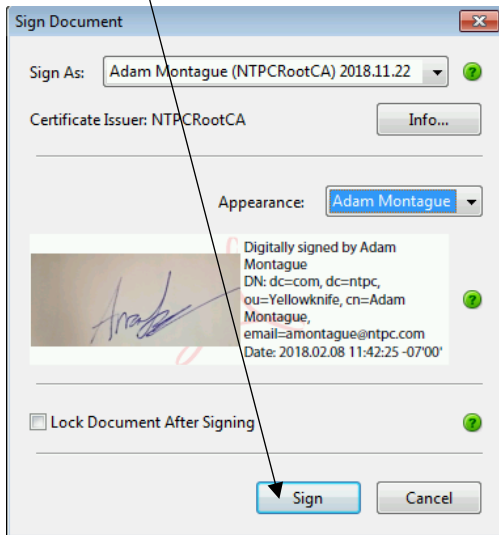 Sign Document
Sign As: Adam Montague (NTPCRootCA) 2018.11.22
Certificate Issuer: NTPCRootCA Info...
Appearance: Adam Montague
Digitally signed by Adam
Montague
DN: dc=com, dc=ntpc,
ou=Yellowknife, cn=Adam
Montague,
email=amontague@ntpc.com
Date: 2018.02.08 11:42:25 -07'00'
Lock Document After Signing
Sign Cancel